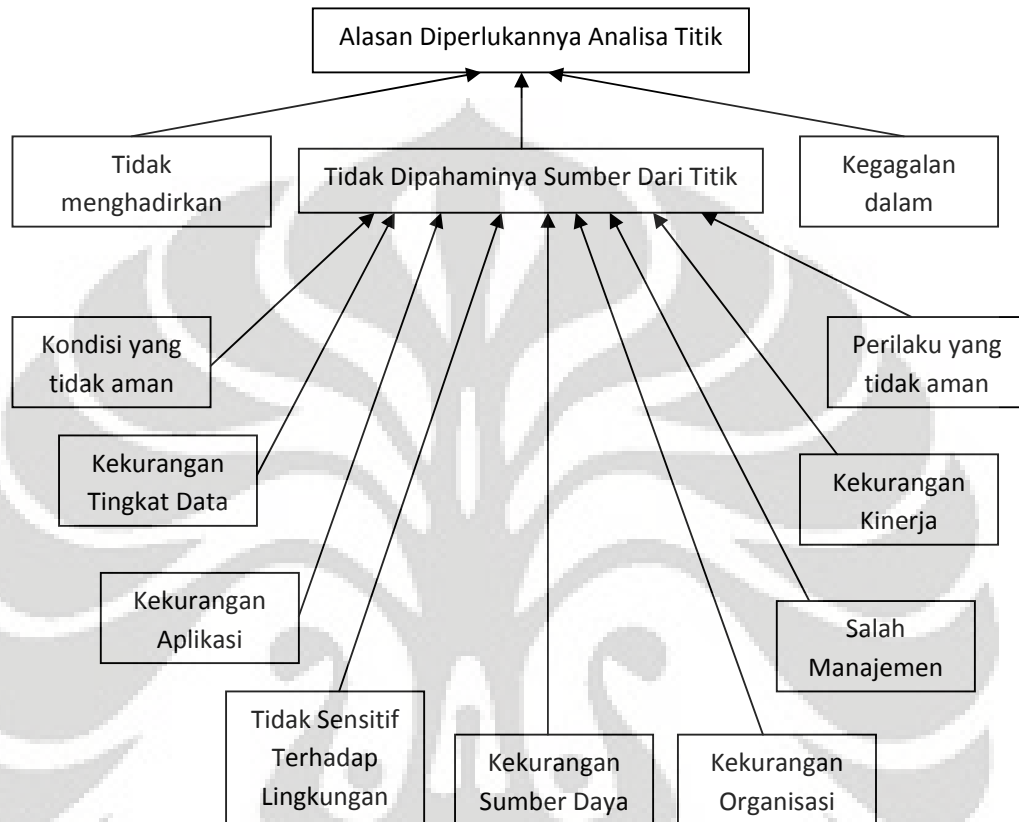 Alasan Diperlukannya Analisa Titik
Tidak
menghadirkan
Tidak Dipahaminya Sumber Dari Titik
Kegagalan
dalam
Kondisi yang
tidak aman
Perilaku yang
tidak aman
Kekurangan
Tingkat Data
Kekurangan
Kinerja
Kekurangan
Aplikasi
Salah
Manajemen
Tidak Sensitif
Terhadap
Lingkungan
Kekurangan
Sumber Daya
Kekurangan
Organisasi